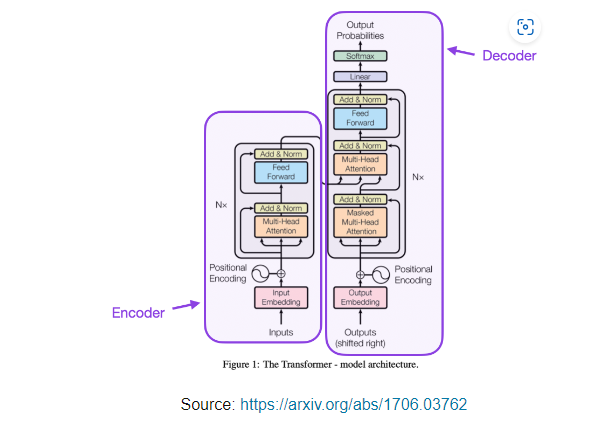 Output
Probabilities
Softmax
Linear
Add & Norm
Feed
Forward
Add & Norm
Multi-Head
Attention
Nx
Add & Norm
Masked
Multi-Head
Attention
Positional
Encoding
Output
Embedding
Outputs
(shifted right)
Decoder
Add & Norm
Feed
Forward
Nx
Add & Norm
Multi-Head
Attention
Positional
Encoding
Input
Embedding
Inputs
Encoder
Figure 1: The Transformer - model architecture.
Source: https://arxiv.org/abs/1706.03762